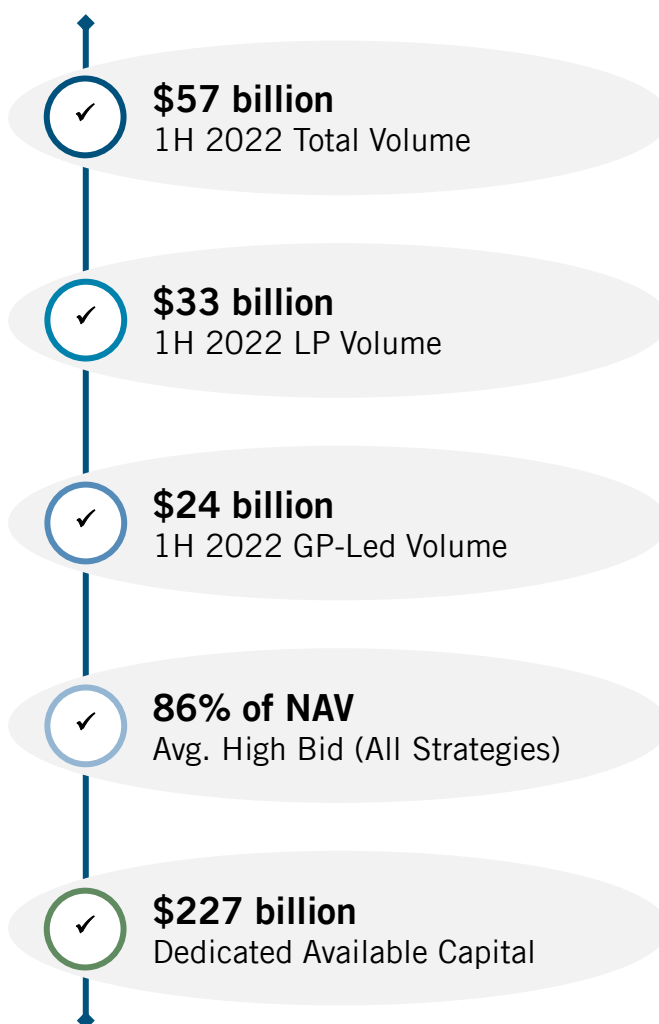 $57 billion
1H 2022 Total Volume
$33 billion
1H 2022 LP Volume
$24 billion
1H 2022 GP-Led Volume
86% of NAV
Avg. High Bid (All Strategies)
$227 billion
Dedicated Available Capital